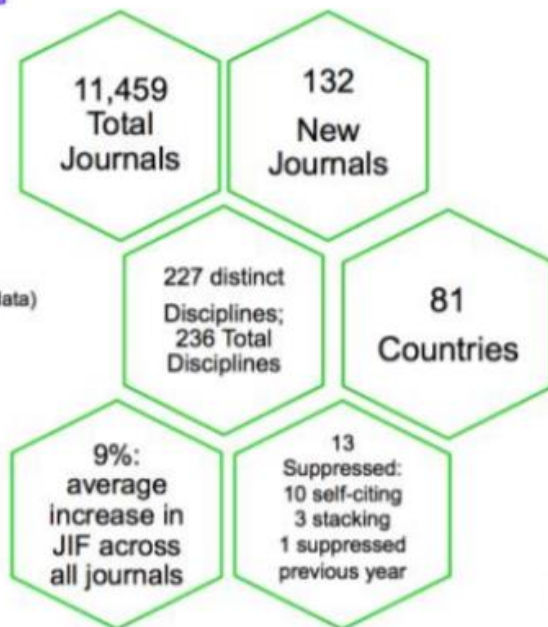 11,459
Total
Journals
132
New
Journals
data)
227 distinct
Disciplines;
236 Total
Disciplines
81
Countries
9%:
average
increase in
JIF across
all journals
13
Suppressed:
10 self-citing
3 stacking
1 suppressed
previous year